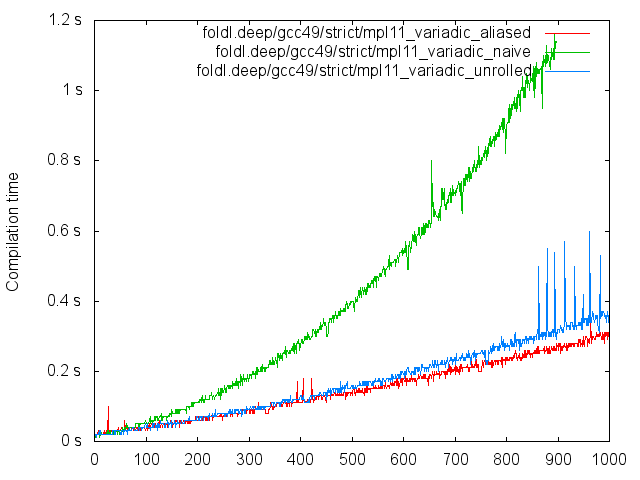 1.2 s
1 s
0.8 s
0.6 s
0.4 s
0.2 s
0 s
Compilation time
foldl.deep/gcc49/strict/mpl11_variadic_aliased
foldl.deep/gcc49/strict/mpl11_variadic_naive
foldl.deep/gcc49/strict/mpl11_variadic_unrolled
0 100 200 300 400 500 600 700 800 900 1000